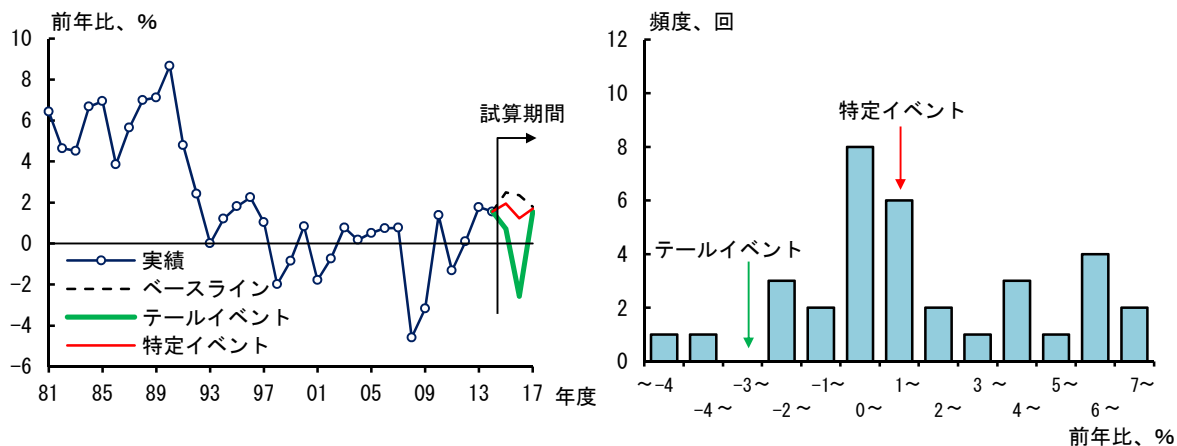 前年比、%
10
8
6
4
2
0
-2
-4
-6
試算期間
実績
ベースライン
テールイベント
特定イベント
81 85 89 93 97 01 05 09 13 17 年度
頻度、回
12
10
8
6
4
2
0
特定イベント
テールイベント
～-4 -3～ -1～ 1～ 3 ～ 5～ 7～
-4～ -2～ 0～ 2～ 4～ 6～
前年比、%